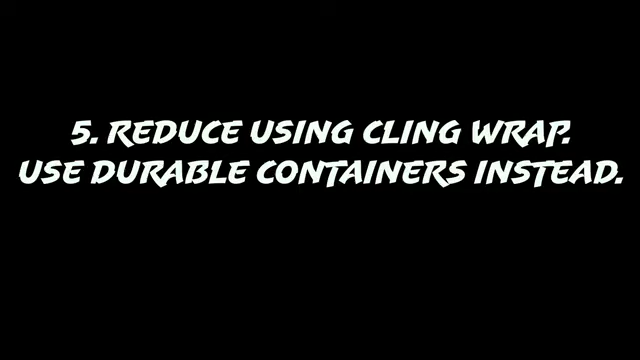 5. REDUCE USING CLING WRAP.
USE DURABLE CONTAINERS INSTEAD.